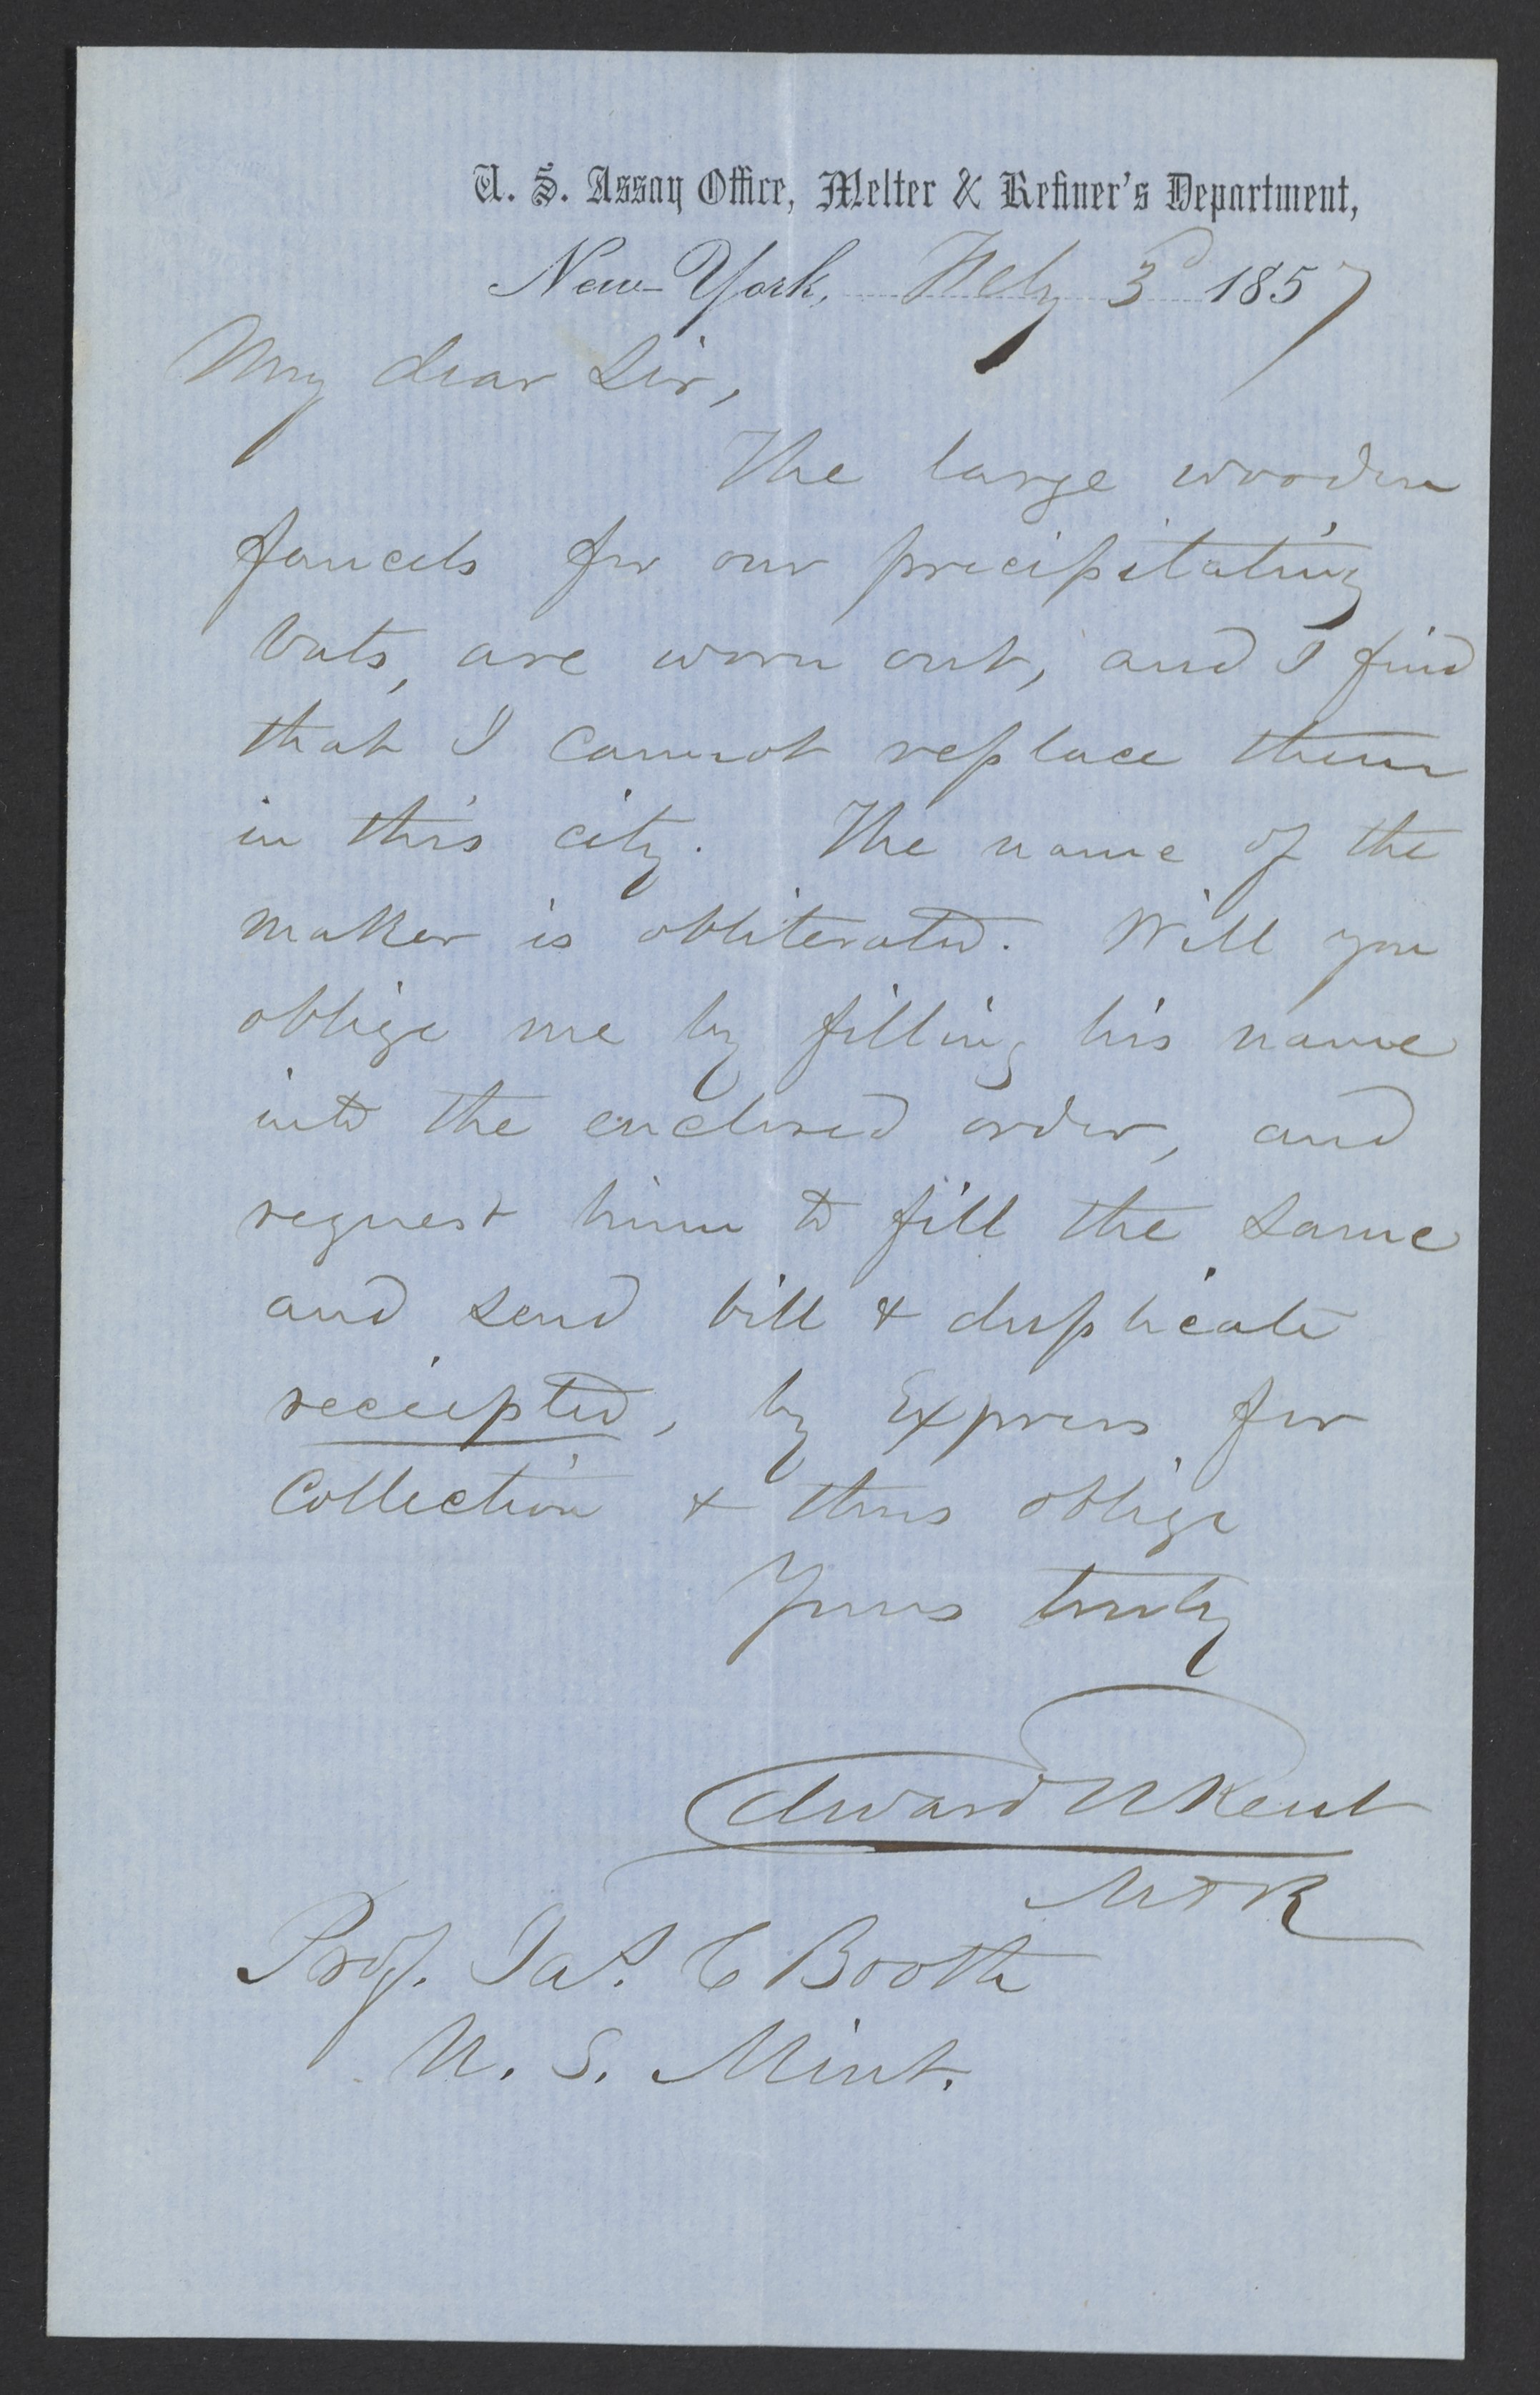 U. S. Assay Office, Melter & Refiner's Department,
New-York, Feby 3d 1857
My dear Sir,
The large wooden
faucets for our precipitating
vats, are worn out, and I find
that I cannot replace them
in this city. The name of the
maker is obliterated. Will you
oblige me by filling his name
into the enclosed order, and
request him to fill the same
and send bill & duplicate
receipted, by Express for
Collection & thus oblige
Yours truly
Edward N Kent
M & R
Prof. Jas. C Booth
U. S. Mint.